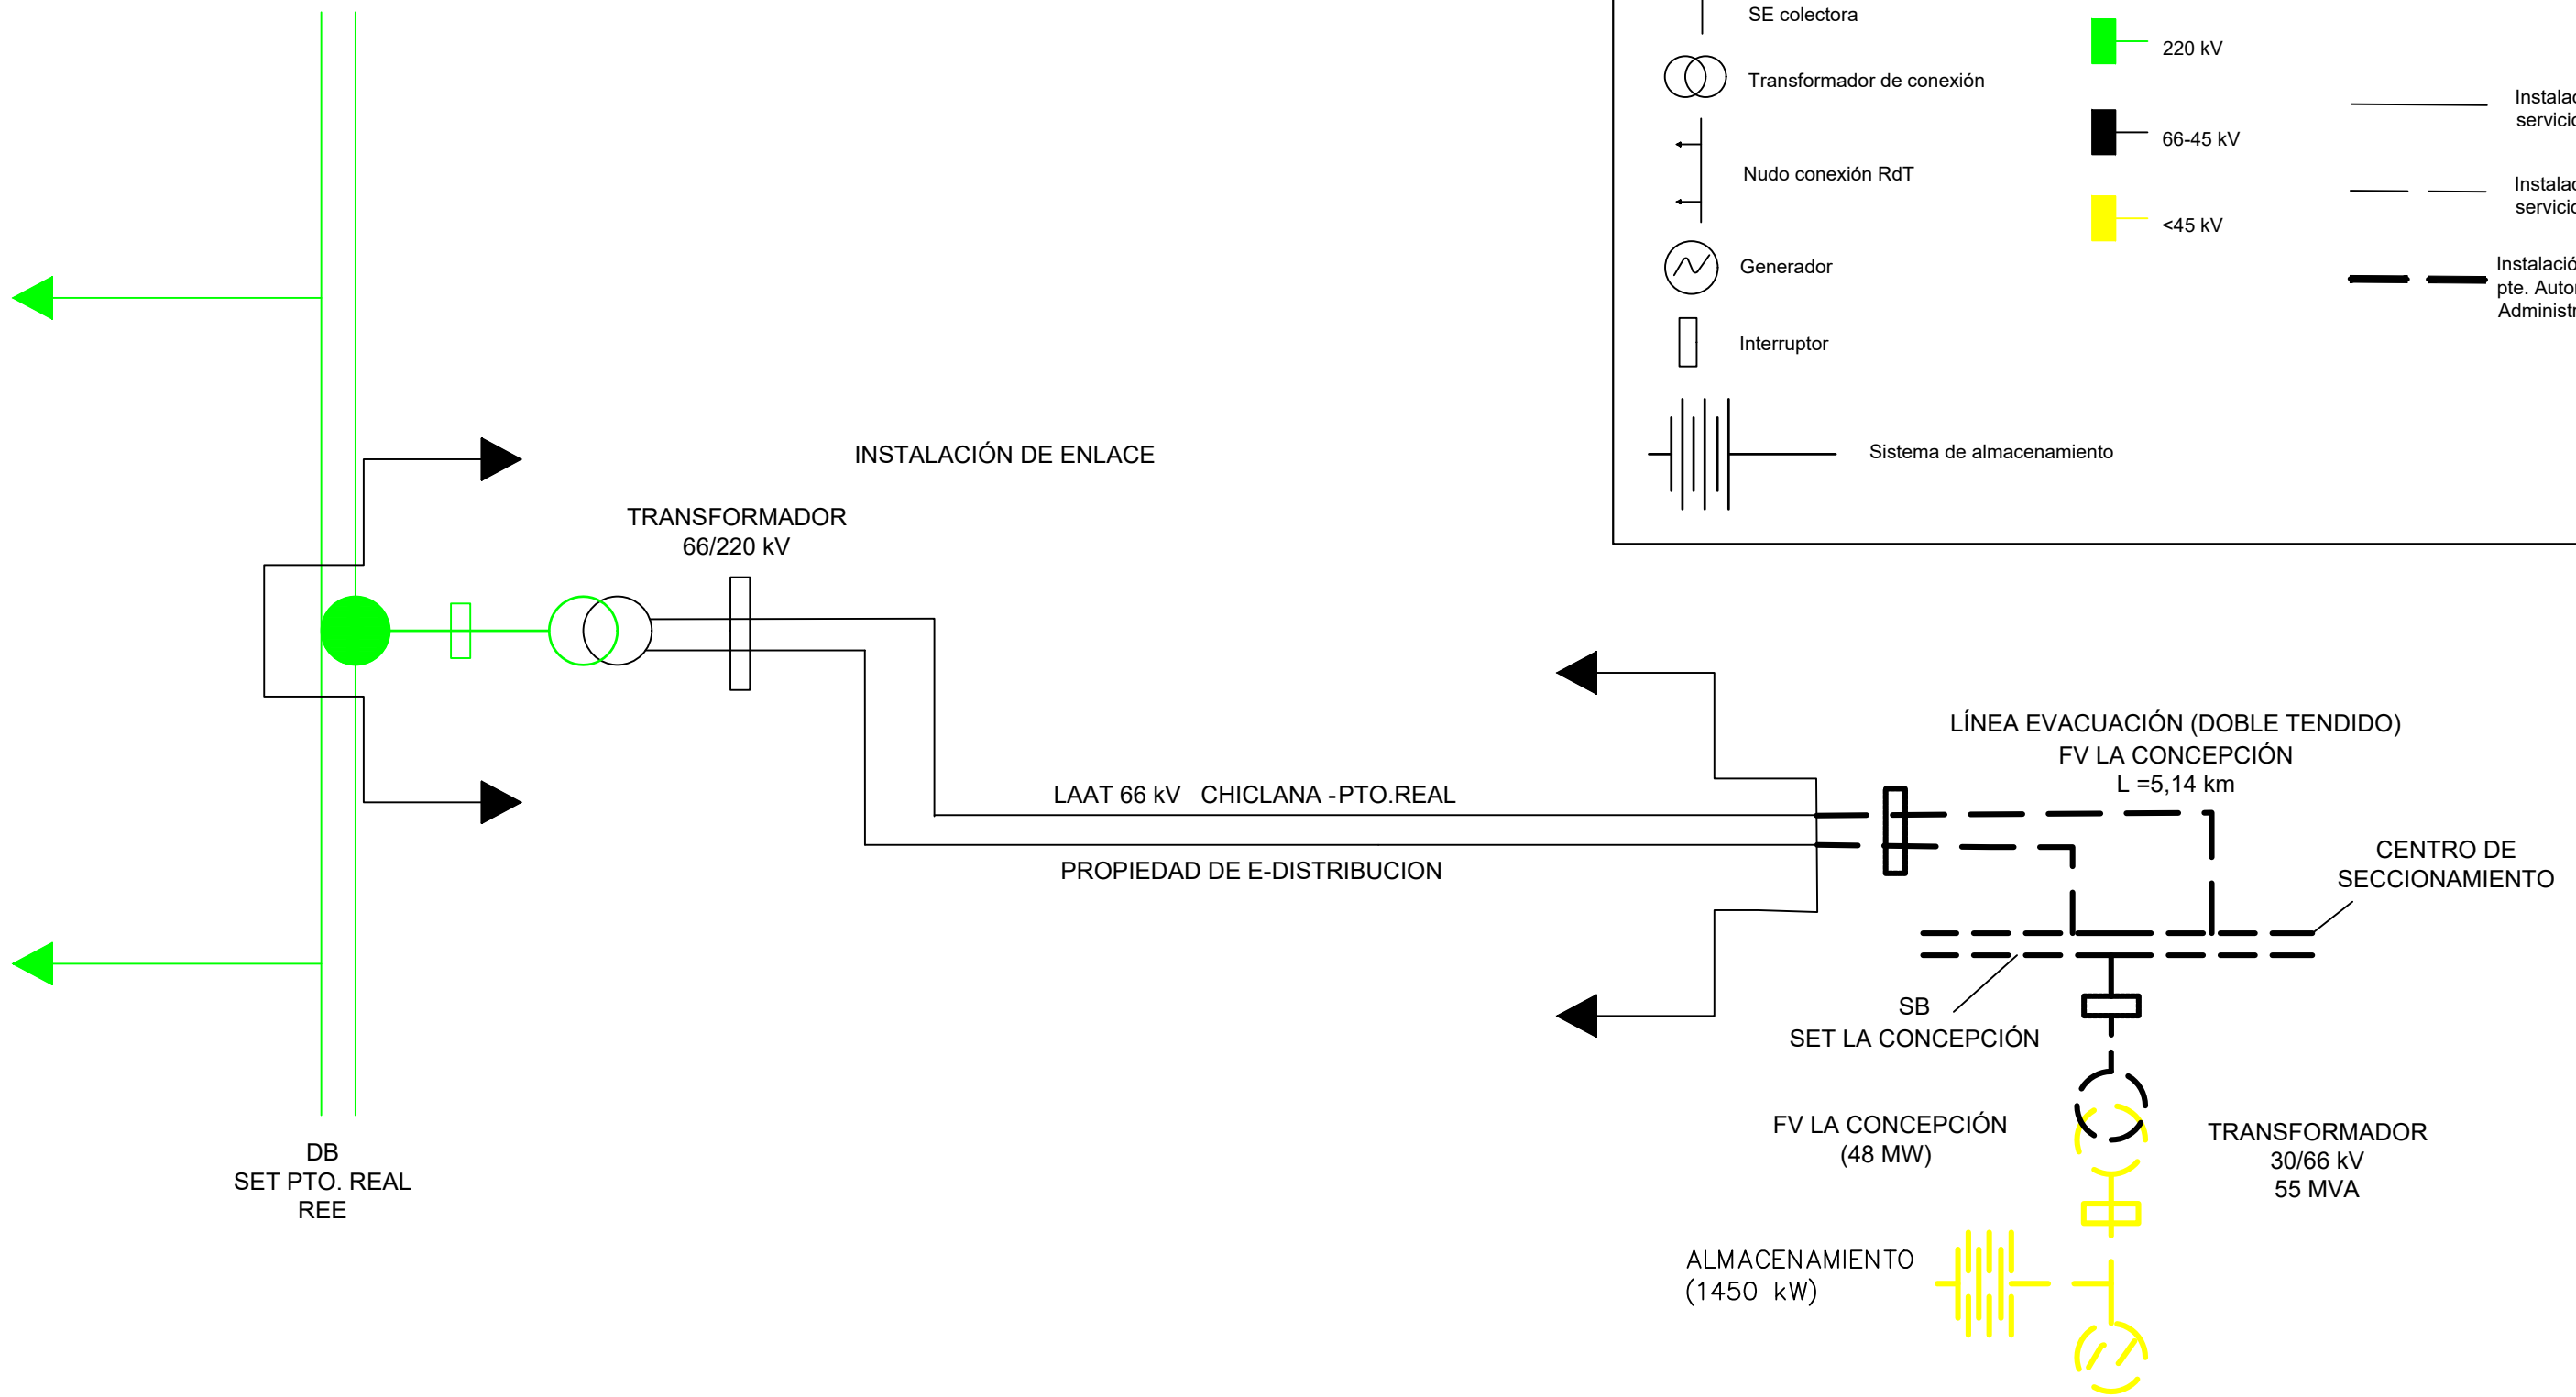 SE colectora
Transformador de conexión
Nudo conexión RdT
Generador
Interruptor
Sistema de almacenamiento
220 kV
66-45 kV
<45 kV
servicio
pte.
INSTALACIÓN DE ENLACE
TRANSFORMADOR
66/220 kV
LAAT 66 kV CHICLANA -PTO.REAL
PROPIEDAD DE E-DISTRIBUCION
LÍNEA EVACUACIÓN (DOBLE TENDIDO)
FV LA CONCEPCIÓN
L =5,14 km
CENTRO DE
SECCIONAMIENTO
SB
SET LA CONCEPCIÓN
FV LA CONCEPCIÓN
(48 MW)
TRANSFORMADOR
30/66 kV
55 MVA
ALMACENAMIENTO
(1450 kW)
DB
SET PTO. REAL
REE